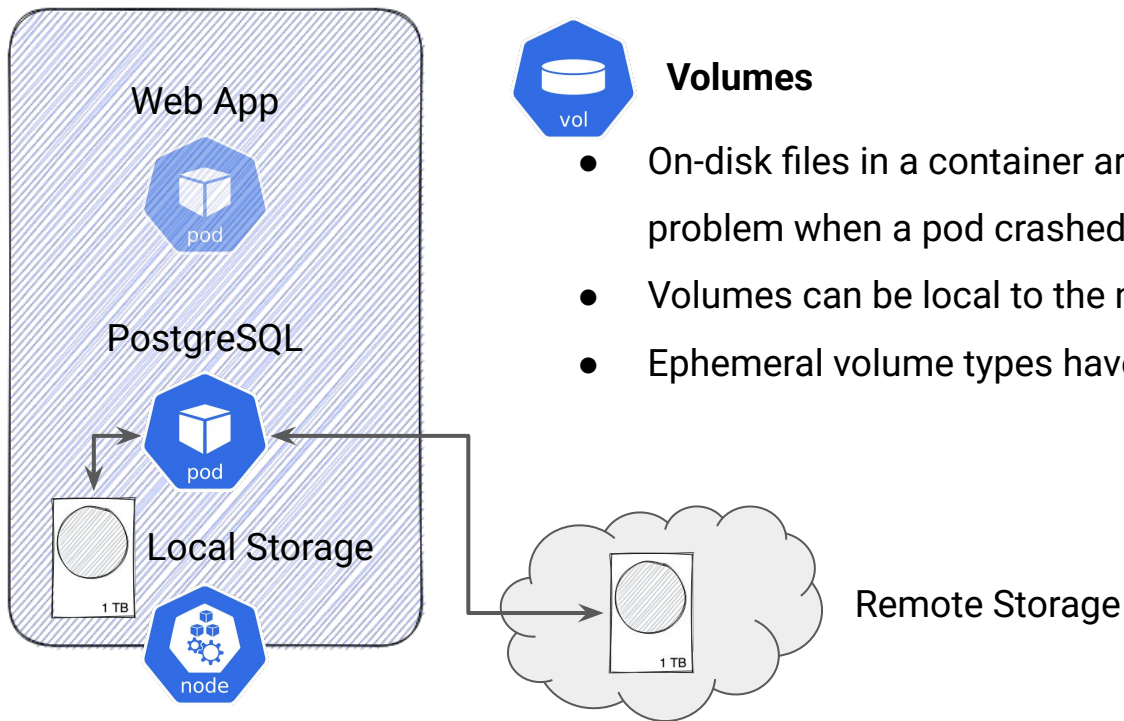 Web App
pod
PostgreSQL
pod
Local Storage
1 TB
node
vol
Volumes
● On-disk files in a container
problem when a pod crashed
● Volumes can be local to the
● Ephemeral volume types have
1 TB
Remote Storage